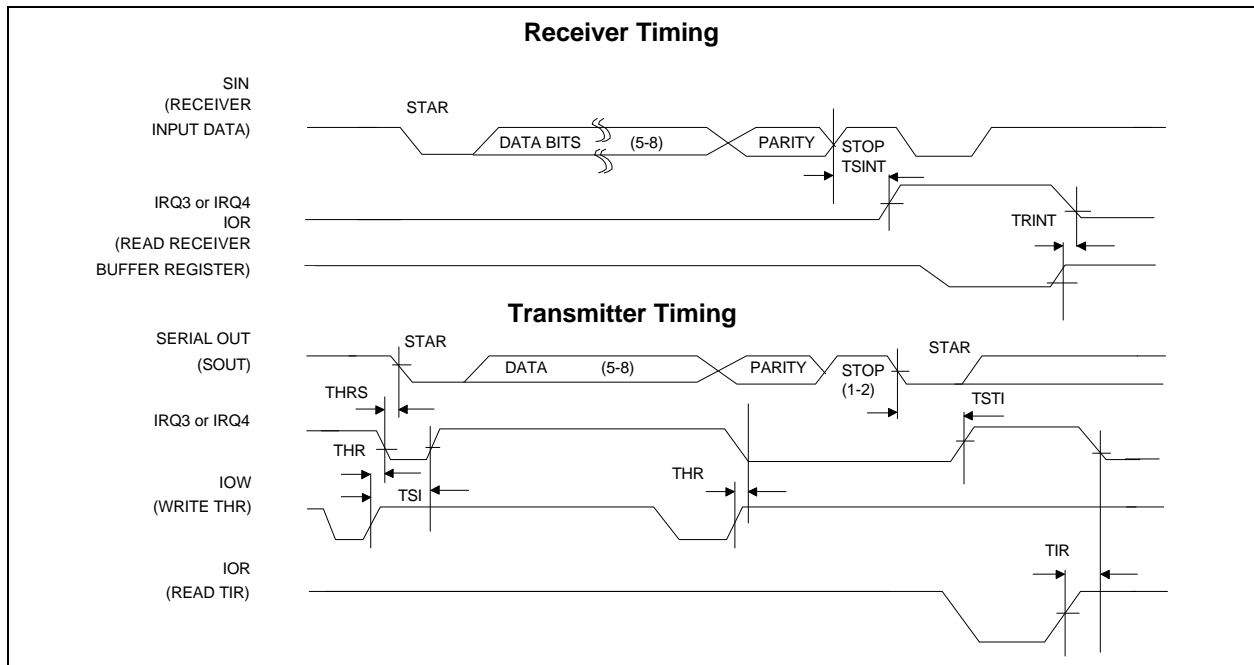 Receiver Timing
SIN
(RECEIVER
INPUT DATA)
STAR
DATA BITS (5-8)
PARITY
STOP
TSINT
IRQ3 or IRQ4
IOR
(READ RECEIVER
BUFFER REGISTER)
TRINT
Transmitter Timing
SERIAL OUT
(SOUT)
STAR
DATA (5-8)
PARITY
STOP
(1-2)
STAR
THRS
TSTI
IRQ3 or IRQ4
THR
THR
IOW
(WRITE THR)
TSI
TIR
IOR
(READ TIR)